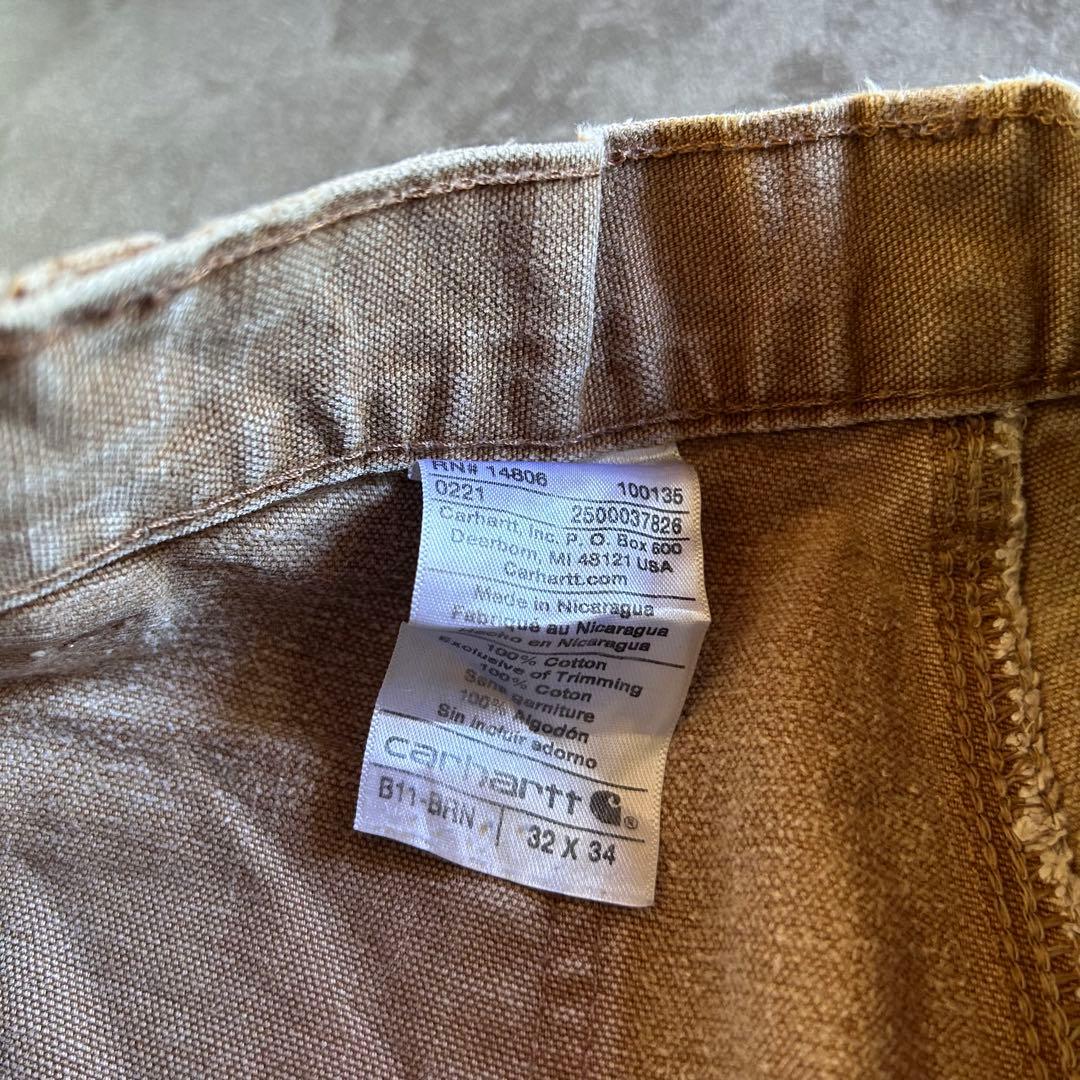 RN# 14806 100135
0221 2500037826
Carhartt, Inc. P. O. Box 600
Dearborn, MI 48121 USA
Carhartt.com
Made in Nicaragua
Fabriqué au Nicaragua
Hecho en Nicaragua
100% Cotton
Exclusive of Trimming
100% Coton
Sans garniture
100% Algodón
Sin incluir adorno
carhartt ®
B11-BRN 32 X 34